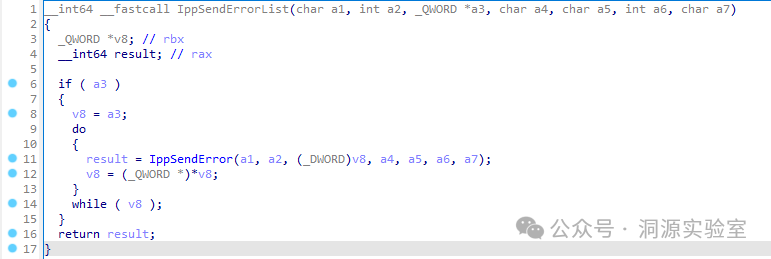 1 __int64 __fastcall IppSendErrorList(char a1, int a2, _QWORD *a3, char a4, char a5, int a6, char a7)
2 {
3   _QWORD *v8; // rbx
4   __int64 result; // rax
5
6   if ( a3 )
7   {
8     v8 = a3;
9     do
10     {
11       result = IppSendError(a1, a2, (_DWORD)v8, a4, a5, a6, a7);
12       v8 = (_QWORD *)*v8;
13     }
14     while ( v8 );
15   }
16   return result;
17 }
公众号 · 洞源实验室